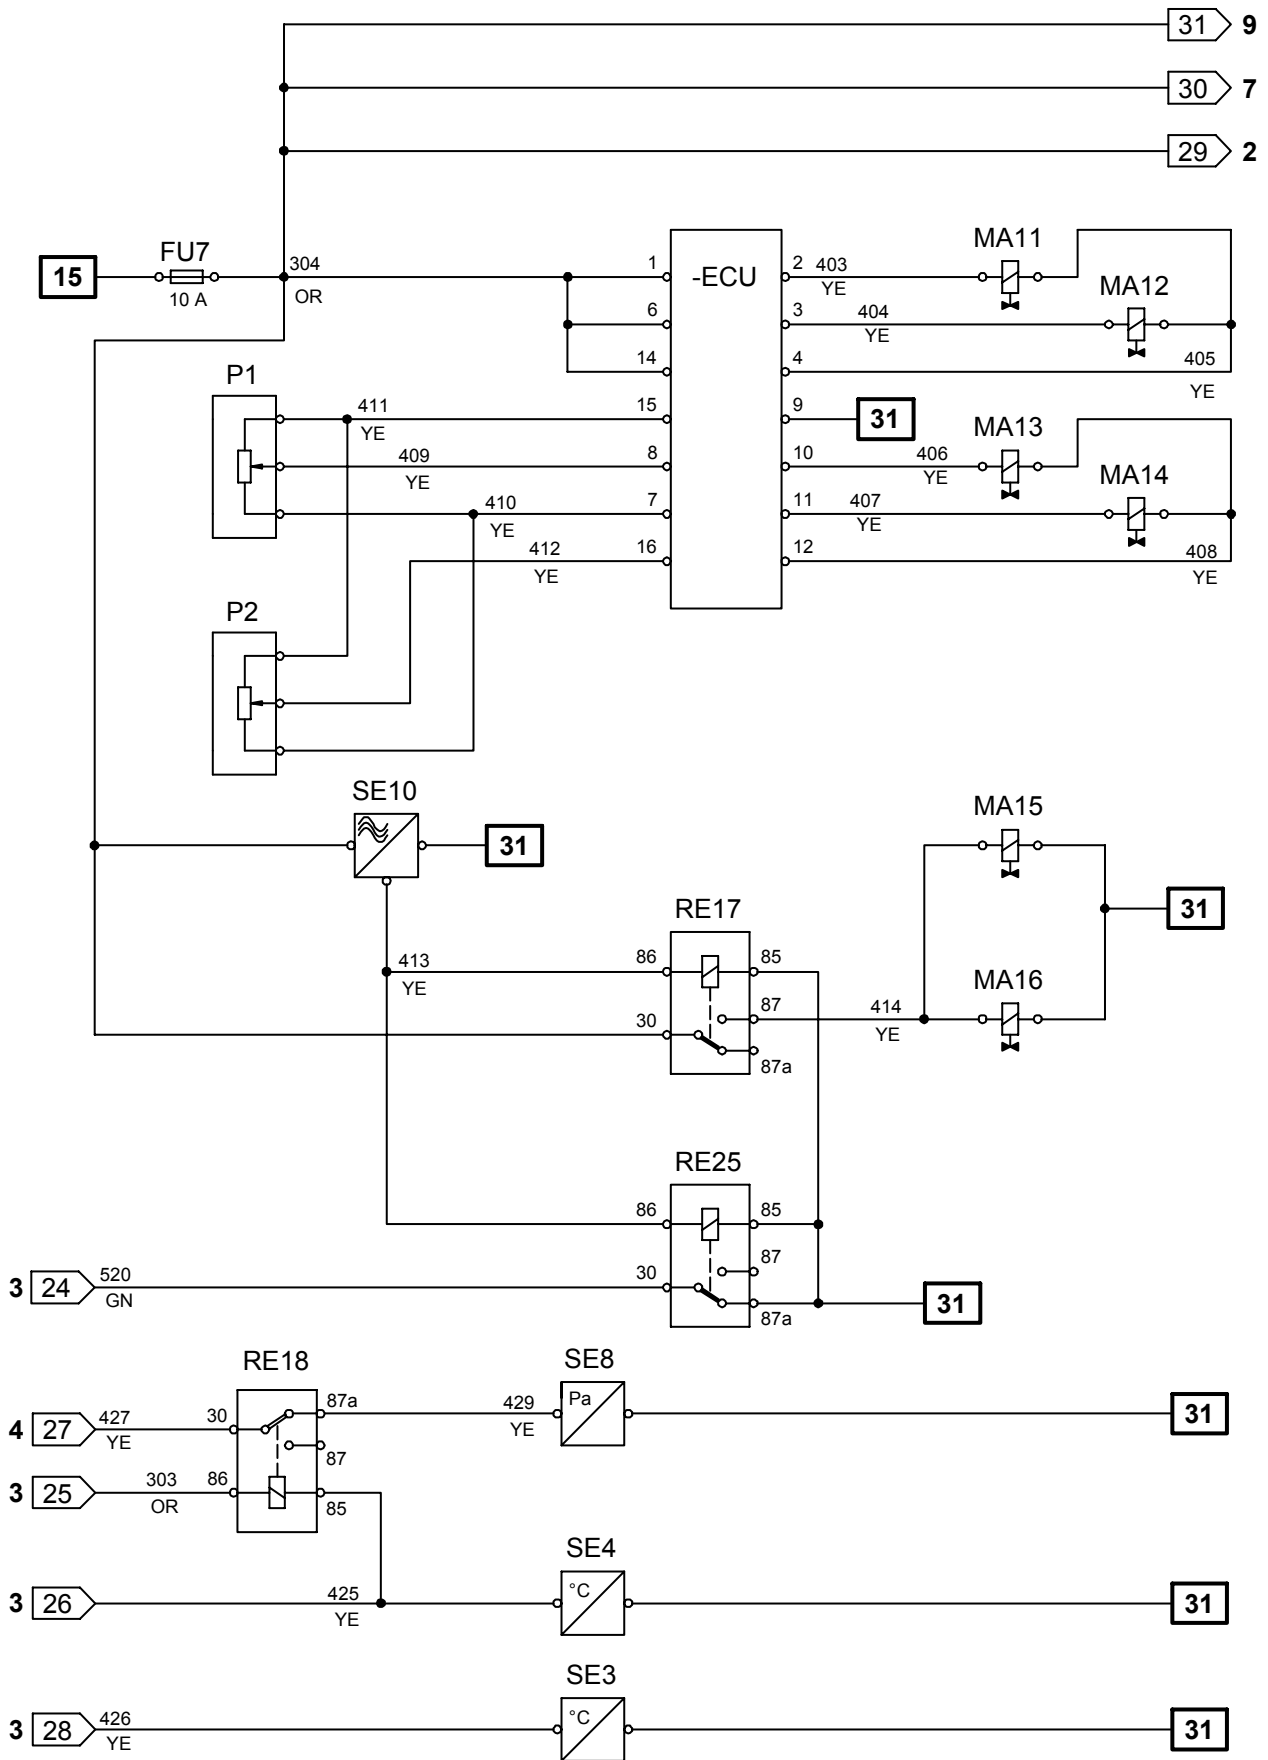 31 9
30 7
29 2
15
FU7
10 A
304
OR
1
6
14
15
8
7
16
-ECU
2
3
4
9
10
11
12
403
YE
404
YE
405
YE
31
406
YE
407
YE
408
YE
MA11
MA12
MA13
MA14
P1
411
YE
409
YE
410
YE
412
YE
P2
SE10
31
413
YE
RE17
86
85
87
30
87a
414
YE
MA15
MA16
31
RE25
86
85
87
30
87a
31
3 24
520
GN
RE18
4 27
427
YE
30
87a
87
3 25
303
OR
86
85
429
YE
SE8
Pa
31
3 26
425
YE
SE4
°C
31
3 28
426
YE
SE3
°C
31